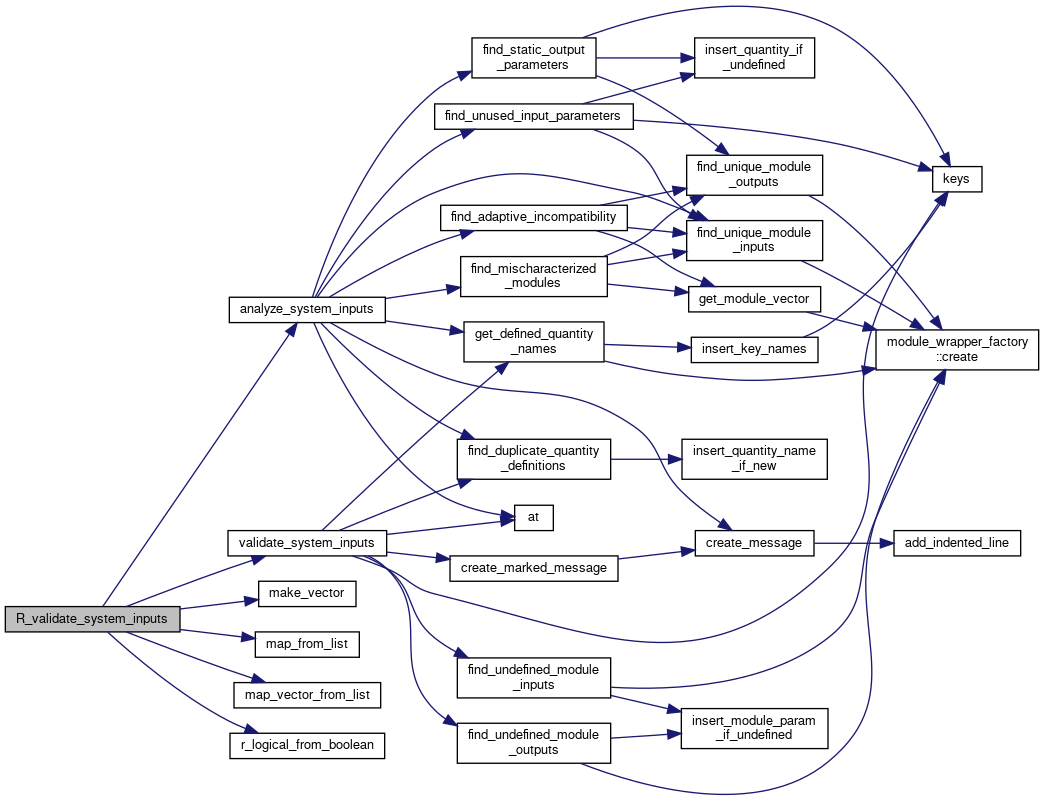 find_static_output
_parameters
insert_quantity_if
_undefined
find_unused_input_parameters
find_unique_module
_outputs
keys
find_adaptive_incompatibility
find_unique_module
_inputs
find_mischaracterized
_modules
get_module_vector
analyze_system_inputs
get_defined_quantity
_names
insert_key_names
module_wrapper_factory
::create
find_duplicate_quantity
_definitions
insert_quantity_name
_if_new
at
validate_system_inputs
create_message
add_indented_line
create_marked_message
make_vector
R_validate_system_inputs
map_from_list
find_undefined_module
_inputs
map_vector_from_list
insert_module_param
_if_undefined
find_undefined_module
_outputs
r_logical_from_boolean